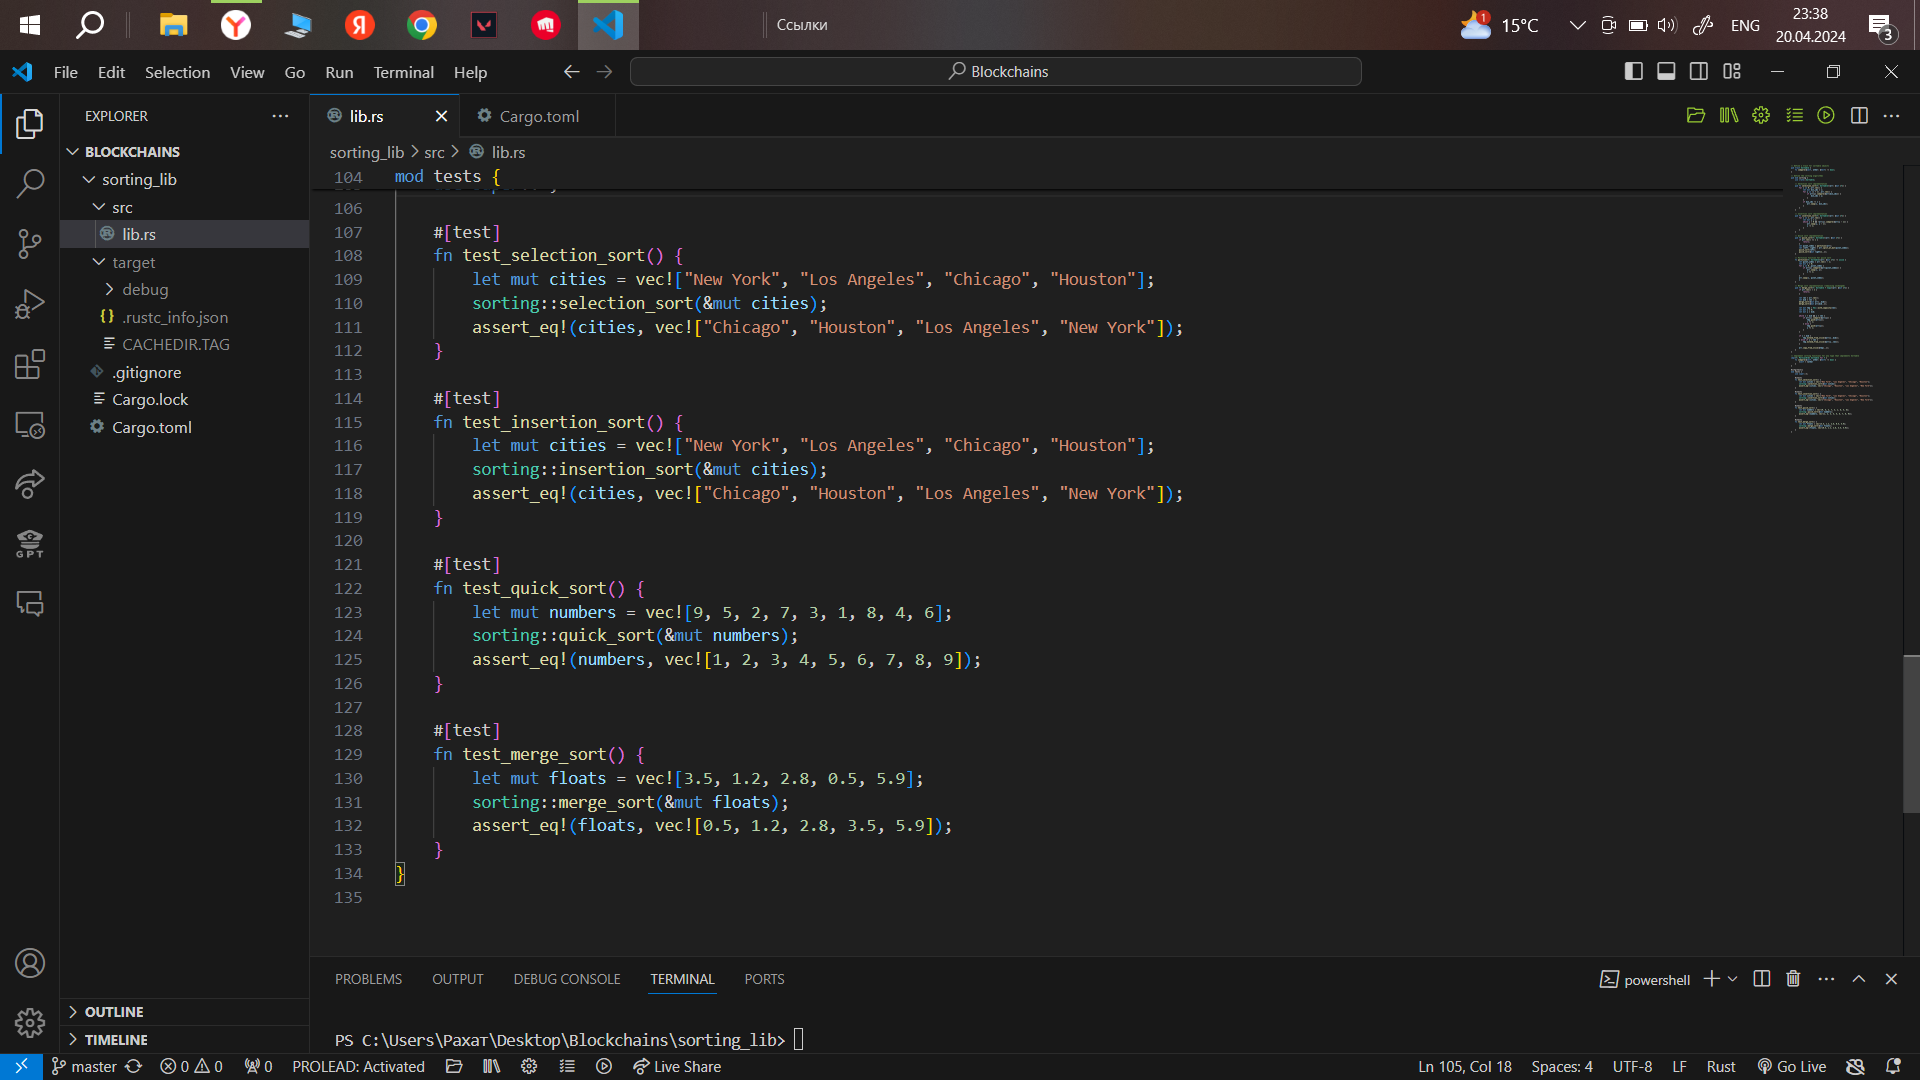 Ссылки
1
15°C
ENG
23:38
20.04.2024
3
File Edit Selection View Go Run Terminal Help
Blockchains
EXPLORER
BLOCKCHAINS
sorting_lib
src
lib.rs
target
debug
.rustc_info.json
CACHEDIR.TAG
.gitignore
Cargo.lock
Cargo.toml
GPT
OUTLINE
TIMELINE
lib.rs
Cargo.toml
sorting_lib > src > lib.rs
104 mod tests {
106
107 #[test]
108 fn test_selection_sort() {
109 let mut cities = vec!["New York", "Los Angeles", "Chicago", "Houston"];
110 sorting::selection_sort(&mut cities);
111 assert_eq!(cities, vec!["Chicago", "Houston", "Los Angeles", "New York"]);
112 }
113
114 #[test]
115 fn test_insertion_sort() {
116 let mut cities = vec!["New York", "Los Angeles", "Chicago", "Houston"];
117 sorting::insertion_sort(&mut cities);
118 assert_eq!(cities, vec!["Chicago", "Houston", "Los Angeles", "New York"]);
119 }
120
121 #[test]
122 fn test_quick_sort() {
123 let mut numbers = vec![9, 5, 2, 7, 3, 1, 8, 4, 6];
124 sorting::quick_sort(&mut numbers);
125 assert_eq!(numbers, vec![1, 2, 3, 4, 5, 6, 7, 8, 9]);
126 }
127
128 #[test]
129 fn test_merge_sort() {
130 let mut floats = vec![3.5, 1.2, 2.8, 0.5, 5.9];
131 sorting::merge_sort(&mut floats);
132 assert_eq!(floats, vec![0.5, 1.2, 2.8, 3.5, 5.9]);
133 }
134 }
135
PROBLEMS OUTPUT DEBUG CONSOLE TERMINAL PORTS
powershell
PS C:\Users\Рахат\Desktop\Blockchains\sorting_lib>
master 0 0 0 PROLEAD: Activated Live Share
Ln 105, Col 18 Spaces: 4 UTF-8 LF Rust Go Live